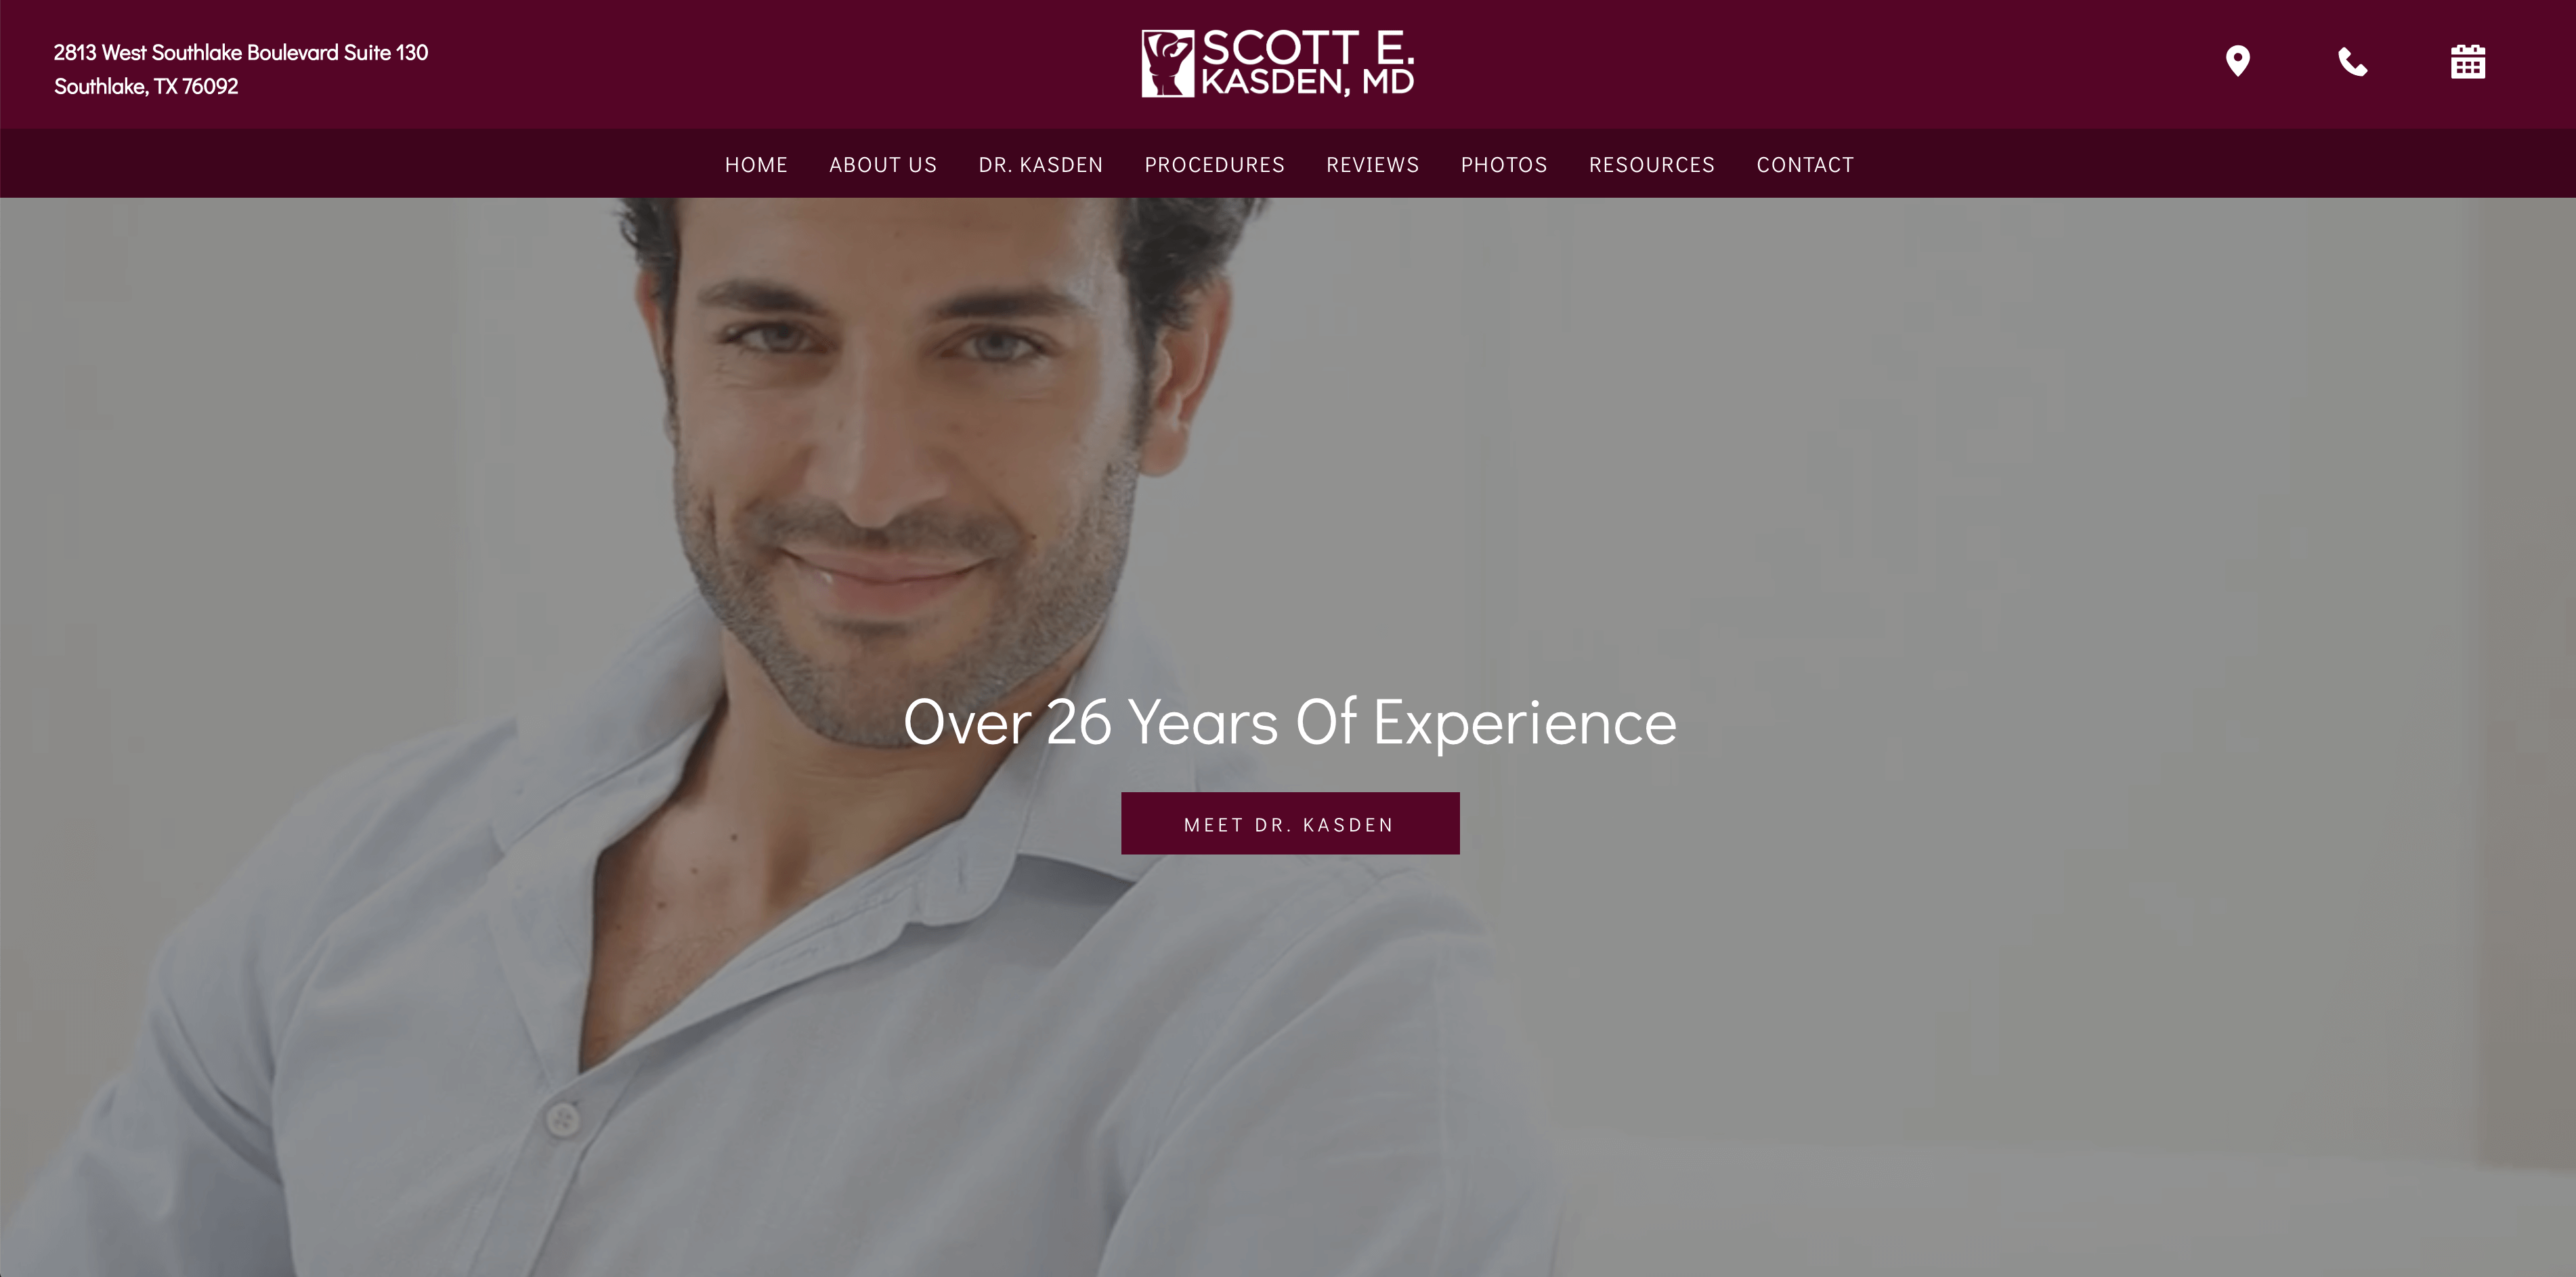 2813 West Southlake Boulevard Suite 130
Southlake, TX 76092
SCOTT E.
KASDEN, MD
HOME ABOUT US DR. KASDEN PROCEDURES REVIEWS PHOTOS RESOURCES CONTACT
Over 26 Years Of Experience
MEET DR. KASDEN